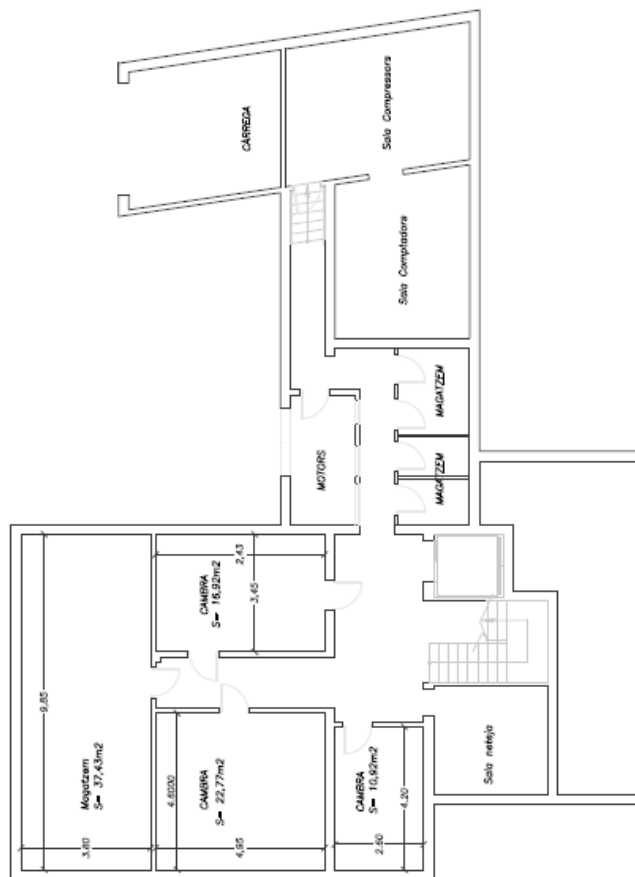 CÀRREGA
Sala Compressors
Sala Comptadors
MAGATZEM
MAGATZEM
MAGATZEM
MOTORS
CAMBRA
S= 16,92m2
2,43
3,45
9,85
Magatzem
S= 37,43m2
3.80
4.6000
CAMBRA
S= 22,77m2
4,95
CAMBRA
S= 10,92m2
4.20
2.60
Sala neteja